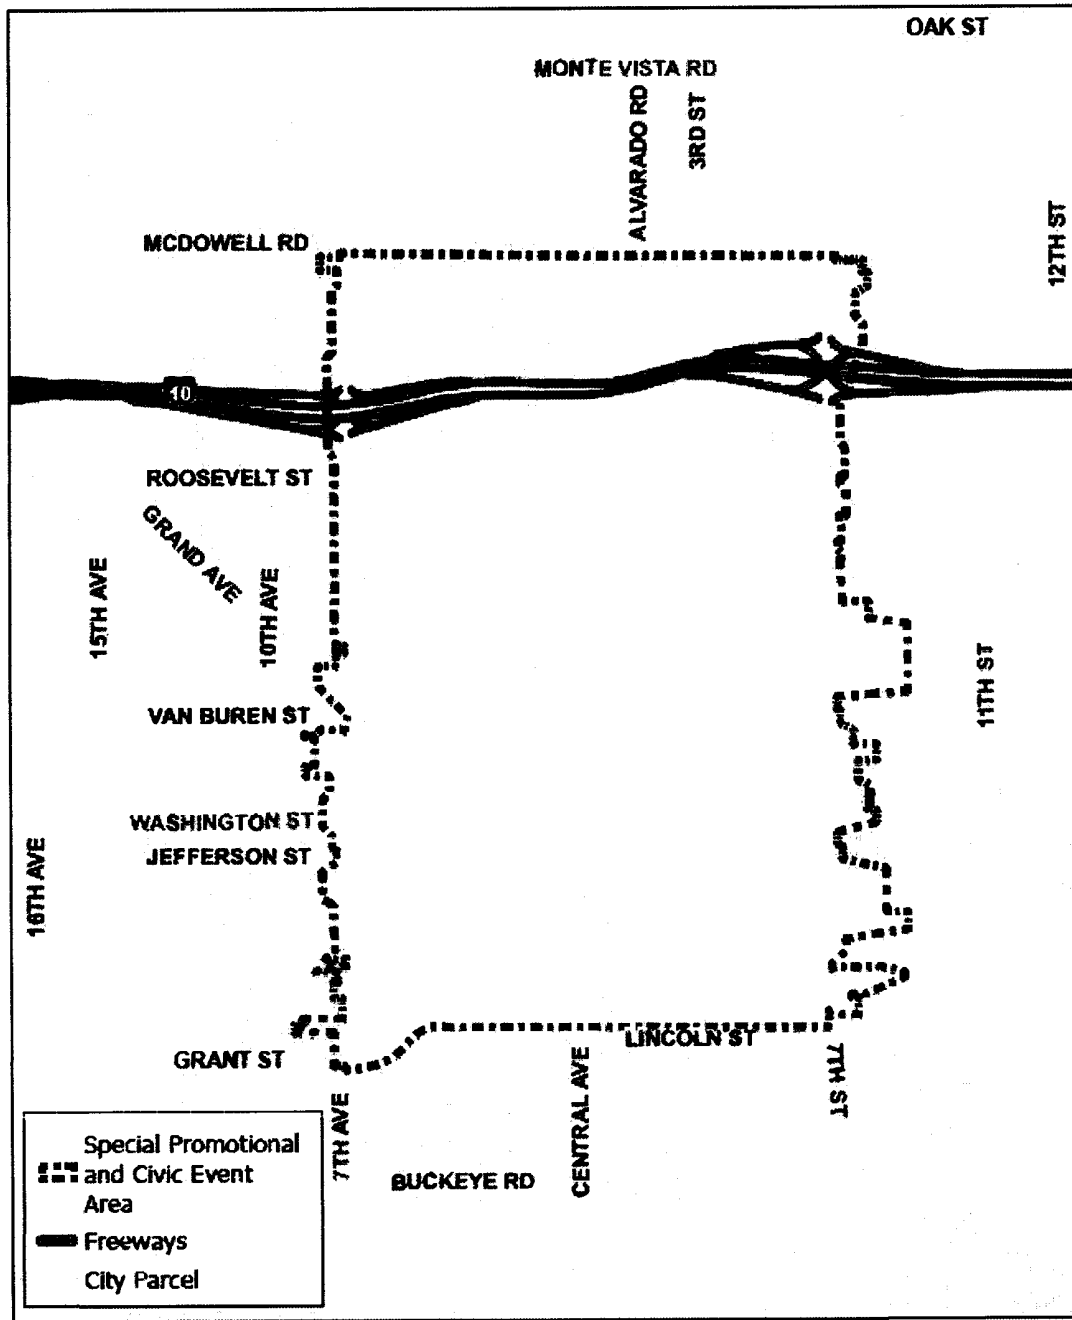 OAK ST
MONTE VISTA RD
ALVARADO RD
3RD ST
12TH ST
MCDOWELL RD
10
ROOSEVELT ST
GRAND AVE
15TH AVE
10TH AVE
11TH ST
VAN BUREN ST
WASHINGTON ST
JEFFERSON ST
16TH AVE
LINCOLN ST
GRANT ST
7TH AVE
CENTRAL AVE
7TH ST
BUCKEYE RD
Special Promotional
and Civic Event
Area
Freeways
City Parcel